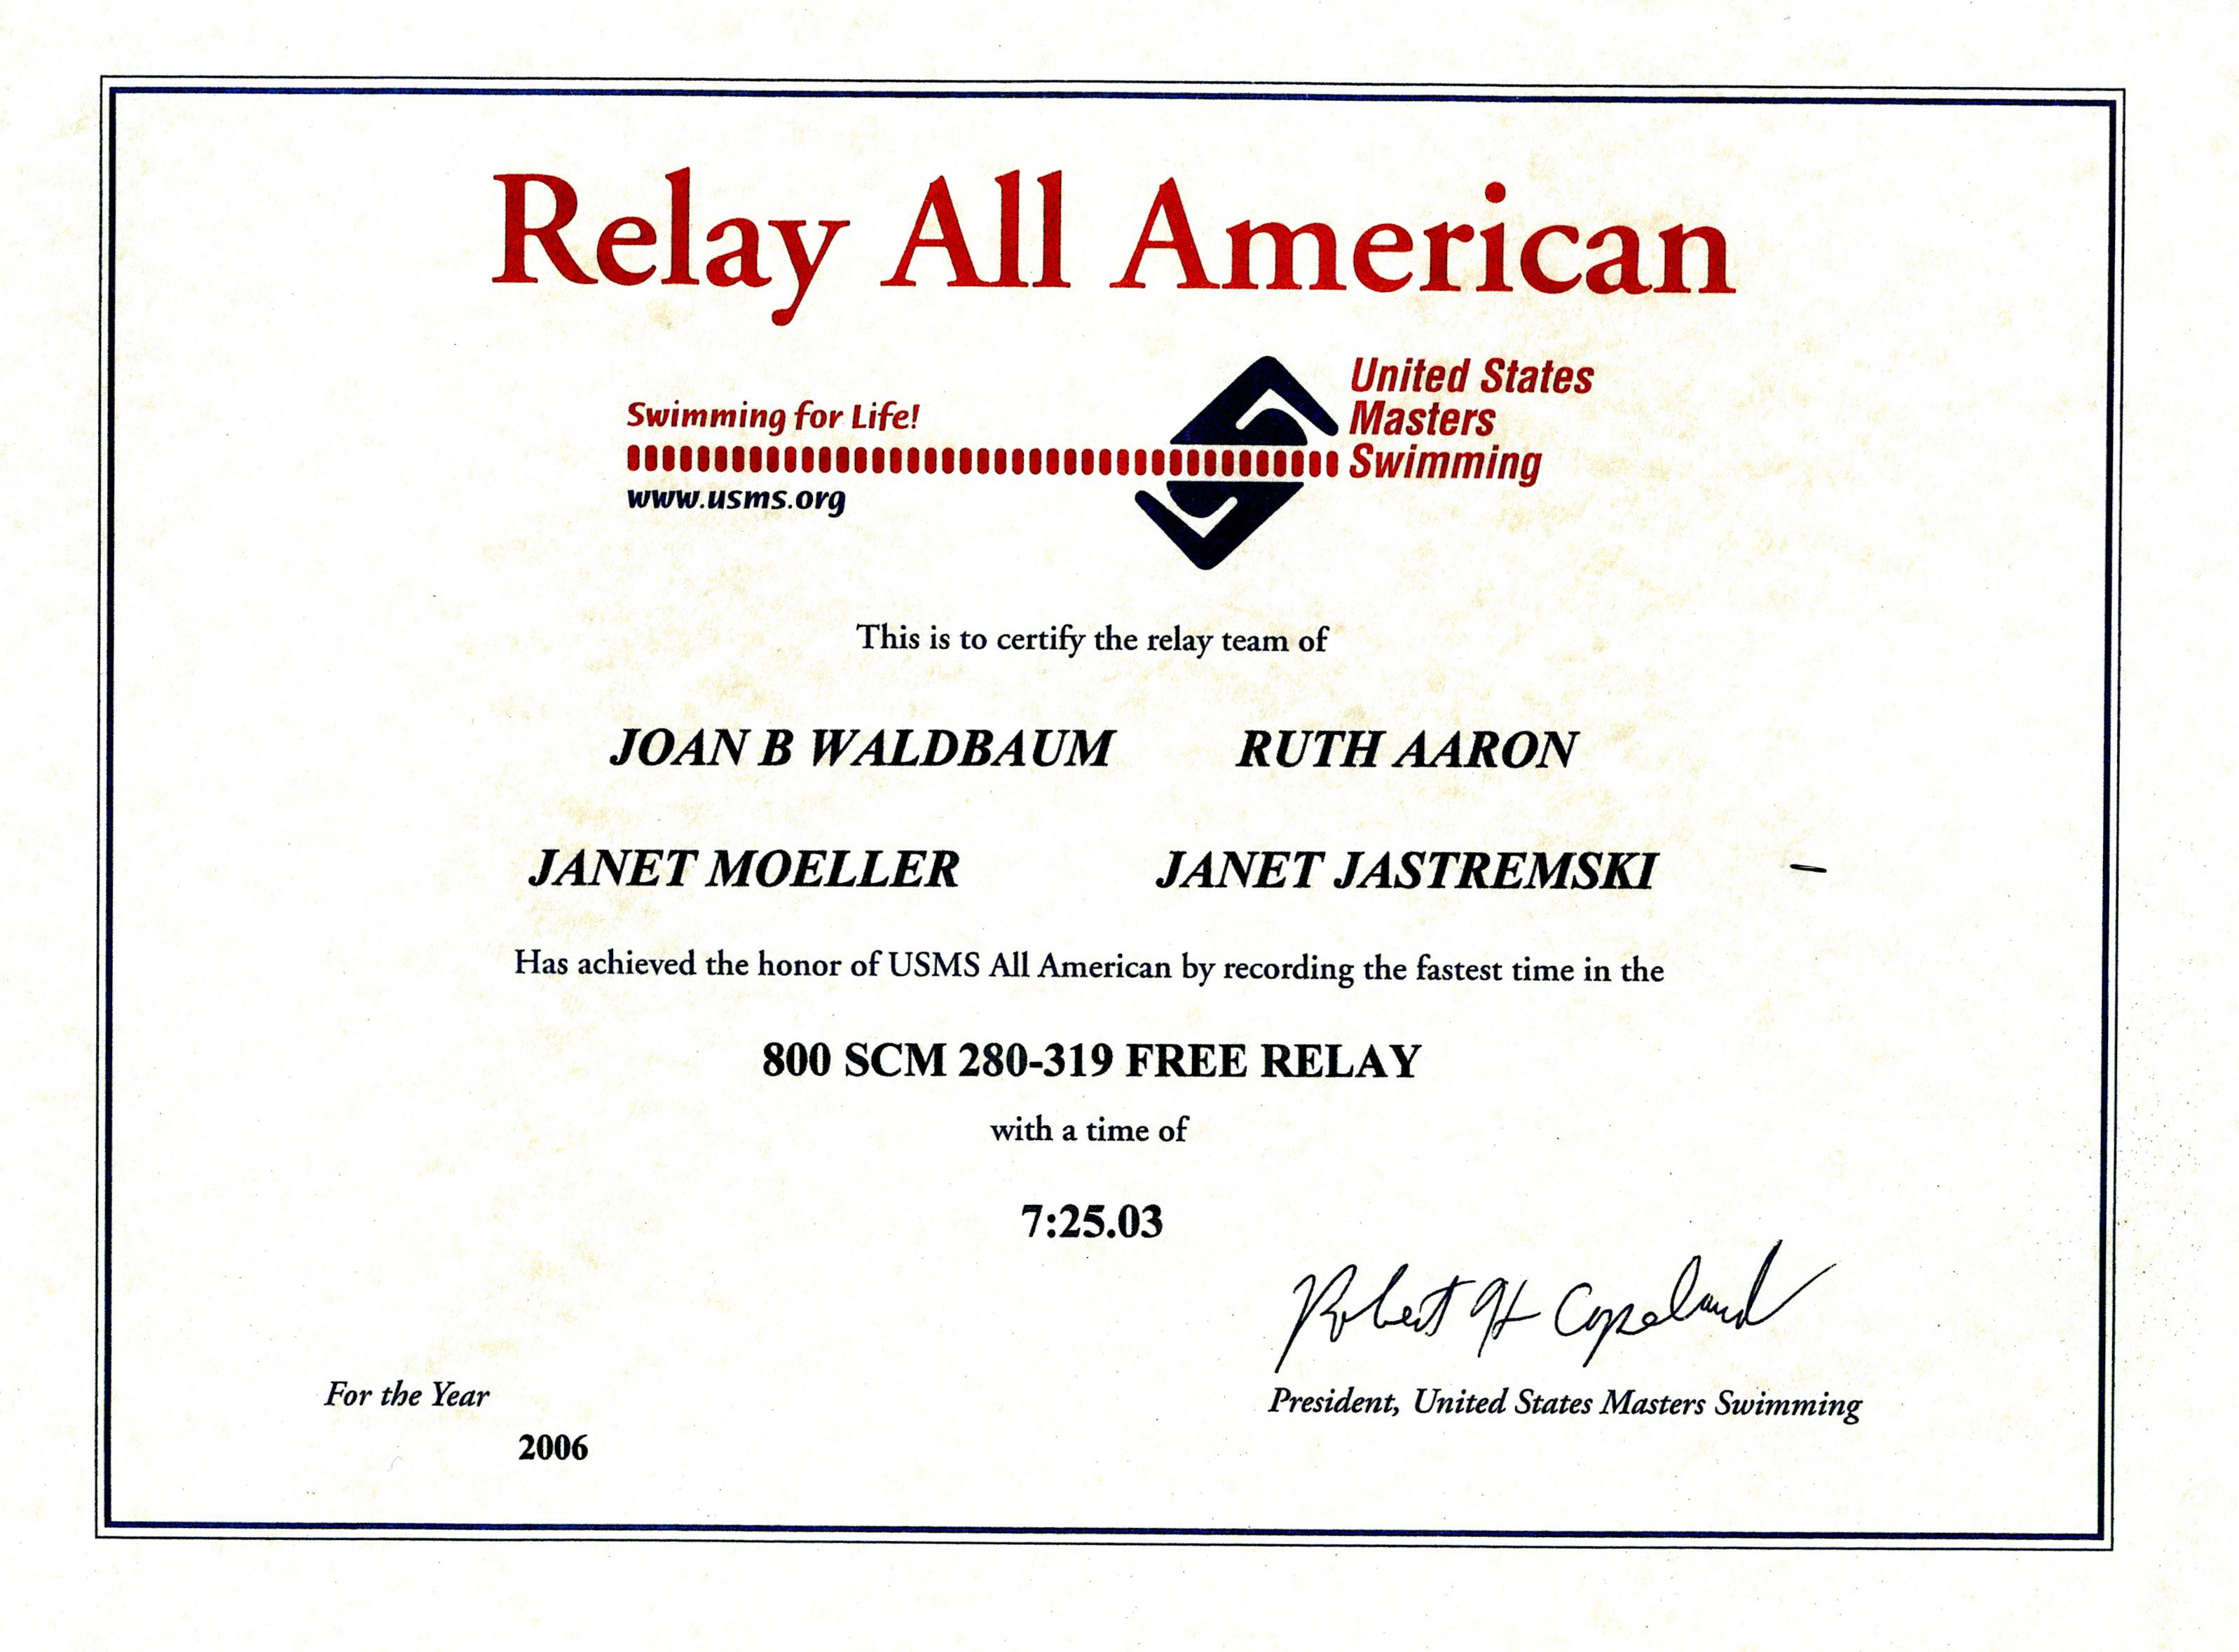 Relay All American
Swimming for Life!
www.usms.org
United States
Masters
Swimming
This is to certify the relay team of
JOAN B WALDBAUM RUTH AARON
JANET MOELLER JANET JASTREMSKI
Has achieved the honor of USMS All American by recording the fastest time in the
800 SCM 280-319 FREE RELAY
with a time of
7:25.03
Robert H Copeland
For the Year
President, United States Masters Swimming
2006